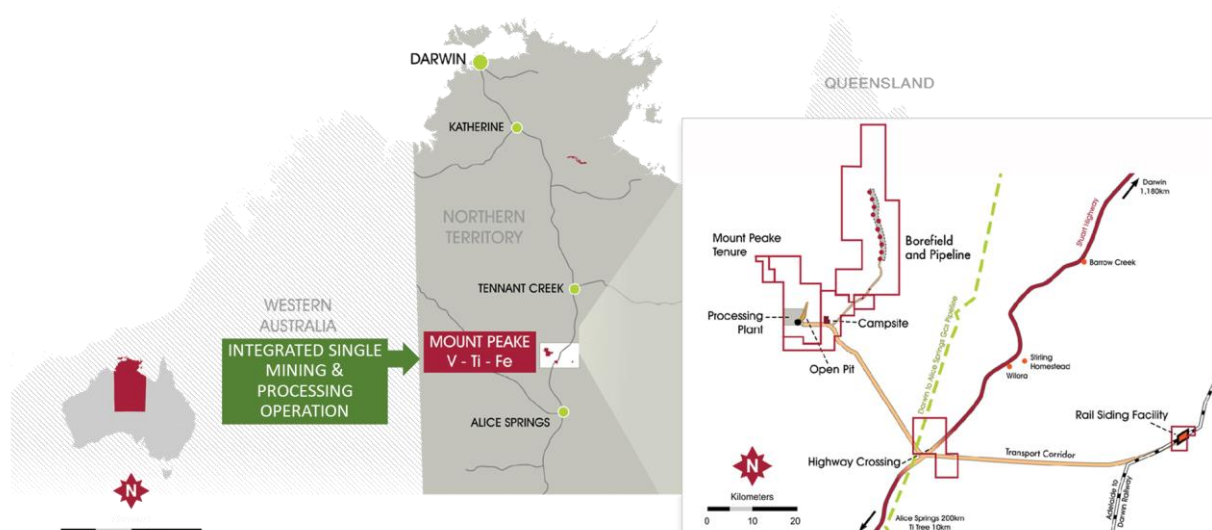 DARWIN
QUEENSLAND
KATHERINE
NORTHERN
TERRITORY
TENNANT CREEK
WESTERN
AUSTRALIA
INTEGRATED SINGLE
MINING &
PROCESSING
OPERATION
MOUNT PEAKE
V - Ti - Fe
ALICE SPRINGS
N
Darwin
1,180km
Stuart Highway
Mount Peake
Tenure
Borefield
and Pipeline
Barrow Creek
Processing
Plant
Campsite
Open Pit
Darwin to Alice Springs Gas Pipeline
Stirling
Homestead
Wilora
Rail Siding Facility
Highway Crossing
Transport Corridor
N
Kilometers
0 10 20
Adelaide to
Darwin Railway
Alice Springs 200km
Ti Tree 10km